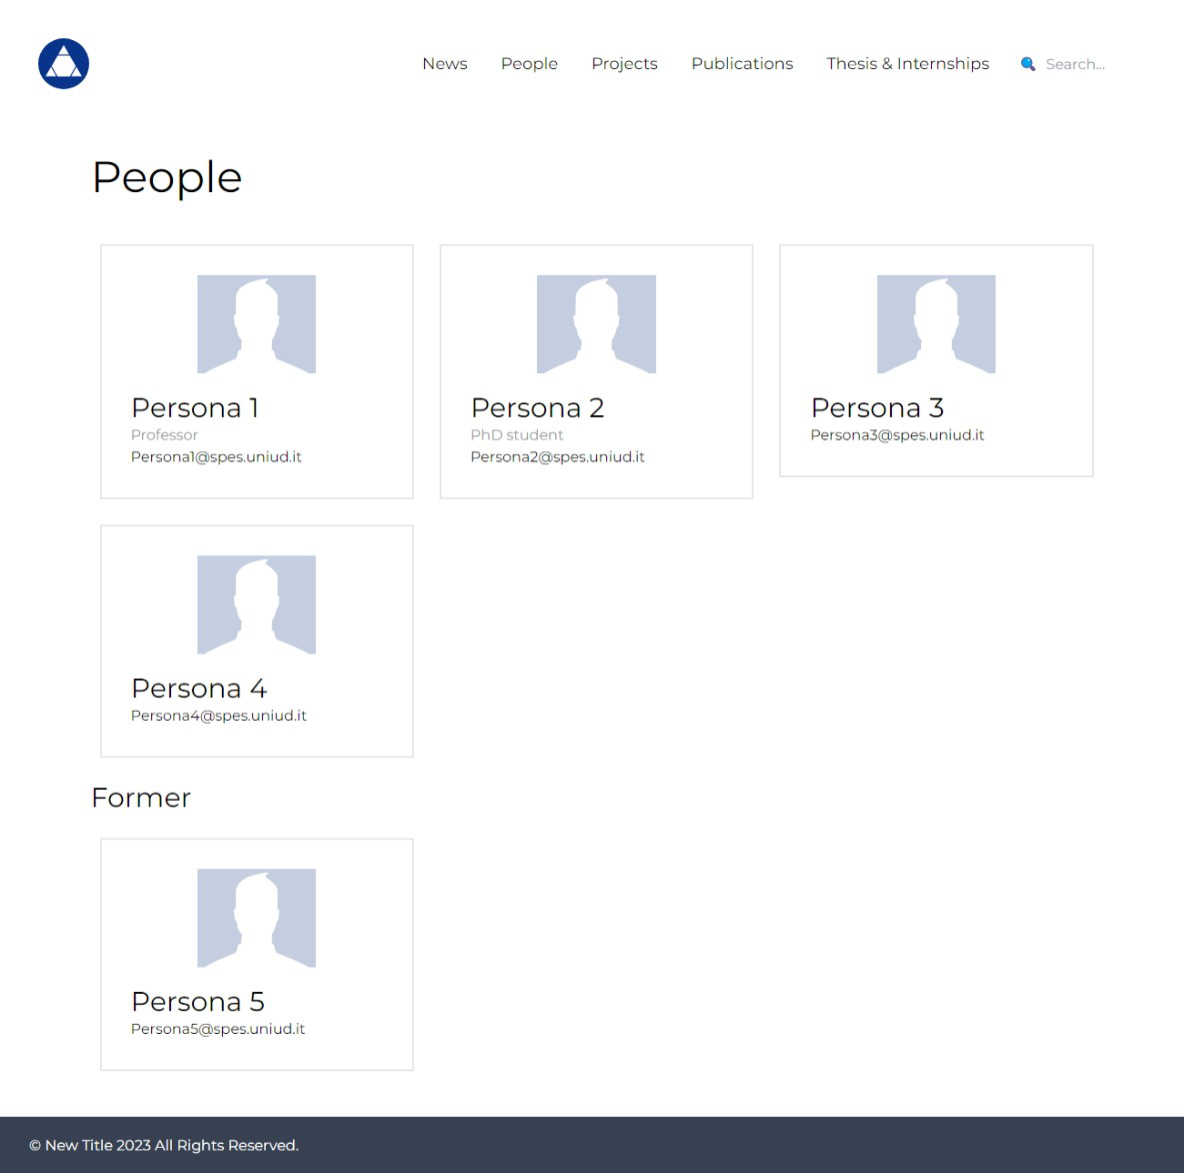 News People Projects Publications Thesis & Internships Search...
People
Persona 1
Professor
Persona1@spes.uniud.it
Persona 2
PhD student
Persona2@spes.uniud.it
Persona 3
Persona3@spes.uniud.it
Persona 4
Persona4@spes.uniud.it
Former
Persona 5
Persona5@spes.uniud.it
© New Title 2023 All Rights Reserved.